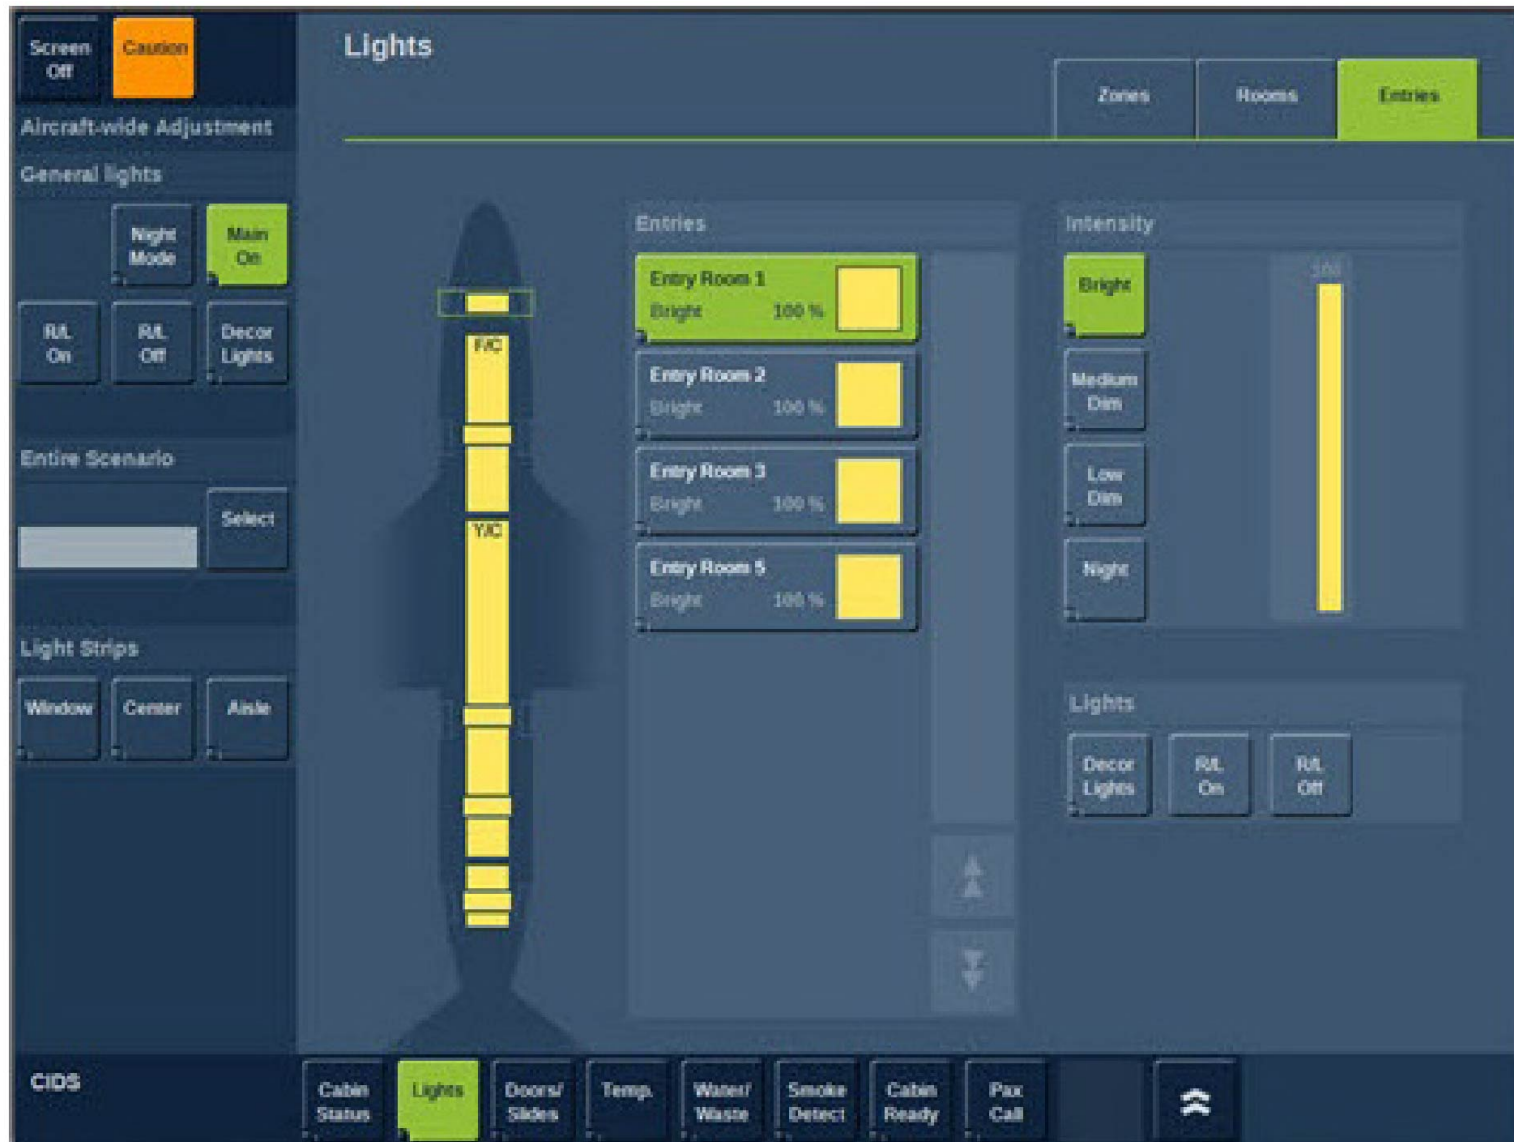 Screen
Off
Caution
Lights
Zones
Rooms
Entries
Aircraft-wide Adjustment
General lights
Night
Mode
Main
On
R/L
On
R/L
Off
Decor
Lights
Entire Scenario
Select
Light Strips
Window
Center
Aisle
F/C
Y/C
Entries
Entry Room 1
Bright 100 %
Entry Room 2
Bright 100 %
Entry Room 3
Bright 100 %
Entry Room 5
Bright 100 %
Intensity
100
Bright
Medium
Dim
Low
Dim
Night
Lights
Decor
Lights
R/L
On
R/L
Off
CIDS
Cabin
Status
Lights
Doors/
Slides
Temp.
Water/
Waste
Smoke
Detect
Cabin
Ready
Pax
Call